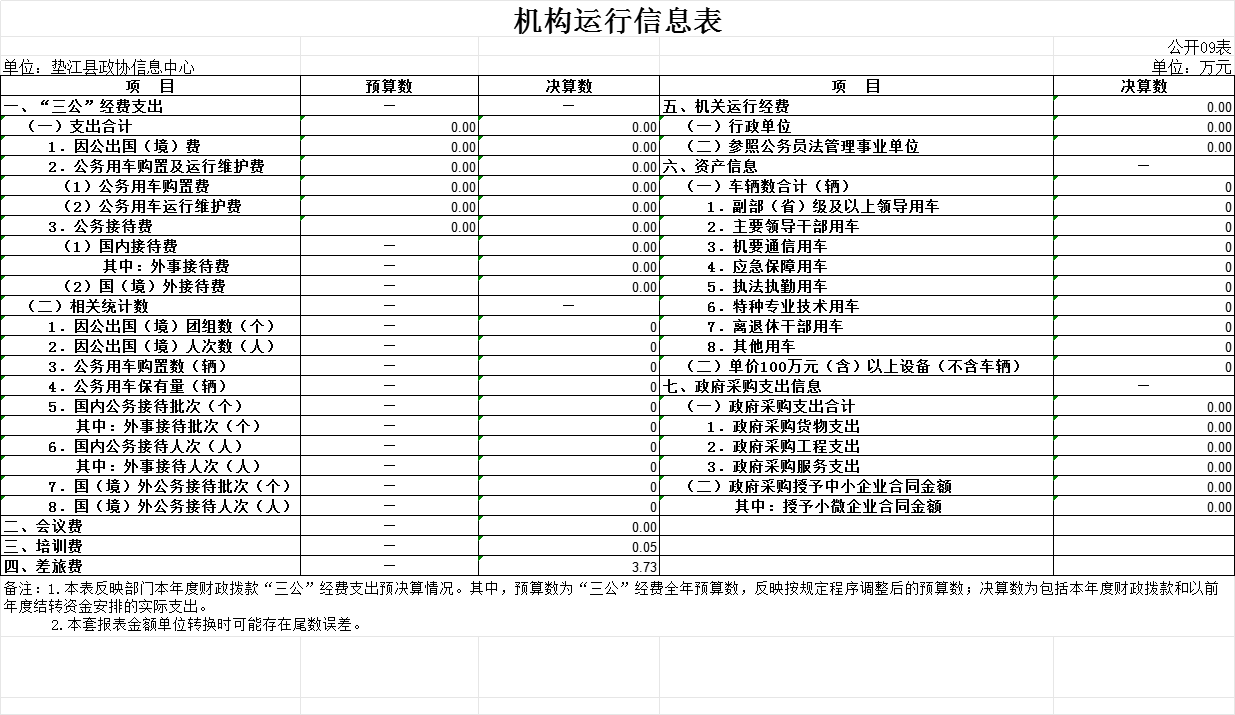 机构运行信息表
公开09表
单位：垫江县政协信息中心 单位：万元
项　目 预算数 决算数 项　目 决算数
一、“三公”经费支出 — — 五、机关运行经费 0.00
（一）支出合计 0.00 0.00 （一）行政单位 0.00
1．因公出国（境）费 0.00 0.00 （二）参照公务员法管理事业单位 0.00
2．公务用车购置及运行维护费 0.00 0.00 六、资产信息 —
（1）公务用车购置费 0.00 0.00 （一）车辆数合计（辆） 0
（2）公务用车运行维护费 0.00 0.00 1．副部（省）级及以上领导用车 0
3．公务接待费 0.00 0.00 2．主要领导干部用车 0
（1）国内接待费 — 0.00 3．机要通信用车 0
其中：外事接待费 — 0.00 4．应急保障用车 0
（2）国（境）外接待费 — 0.00 5．执法执勤用车 0
（二）相关统计数 — — 6．特种专业技术用车 0
1．因公出国（境）团组数（个） — 0 7．离退休干部用车 0
2．因公出国（境）人次数（人） — 0 8．其他用车 0
3．公务用车购置数（辆） — 0 （二）单价100万元（含）以上设备（不含车辆） 0
4．公务用车保有量（辆） — 0 七、政府采购支出信息 —
5．国内公务接待批次（个） — 0 （一）政府采购支出合计 0.00
其中：外事接待批次（个） — 0 1．政府采购货物支出 0.00
6．国内公务接待人次（人） — 0 2．政府采购工程支出 0.00
其中：外事接待人次（人） — 0 3．政府采购服务支出 0.00
7．国（境）外公务接待批次（个） — 0 （二）政府采购授予中小企业合同金额 0.00
8．国（境）外公务接待人次（人） — 0 其中：授予小微企业合同金额 0.00
二、会议费 — 0.00
三、培训费 — 0.05
四、差旅费 — 3.73
备注：1.本表反映部门本年度财政拨款“三公”经费支出预决算情况。其中，预算数为“三公”经费全年预算数，反映按规定程序调整后的预算数；决算数为包括本年度财政拨款和以前
年度结转资金安排的实际支出。
2.本套报表金额单位转换时可能存在尾数误差。